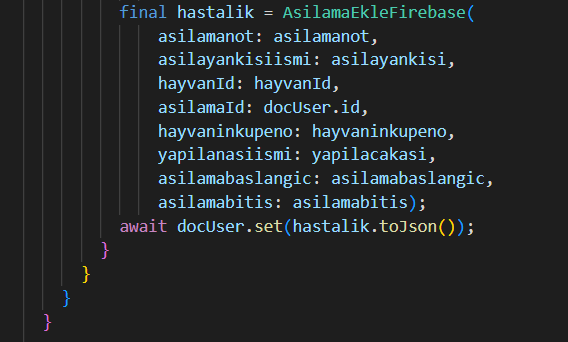 final hastalik = AsilamaEkleFirebase(
asilamanot: asilamanot,
asilayankisiismi: asilayankisi,
hayvanId: hayvanId,
asilamaId: docUser.id,
hayvaninkupeno: hayvaninkupeno,
yapilanasiismi: yapilacakasi,
asilamabaslangic: asilamabaslangic,
asilamabitis: asilamabitis);
await docUser.set(hastalik.toJson());
}
}
}
}